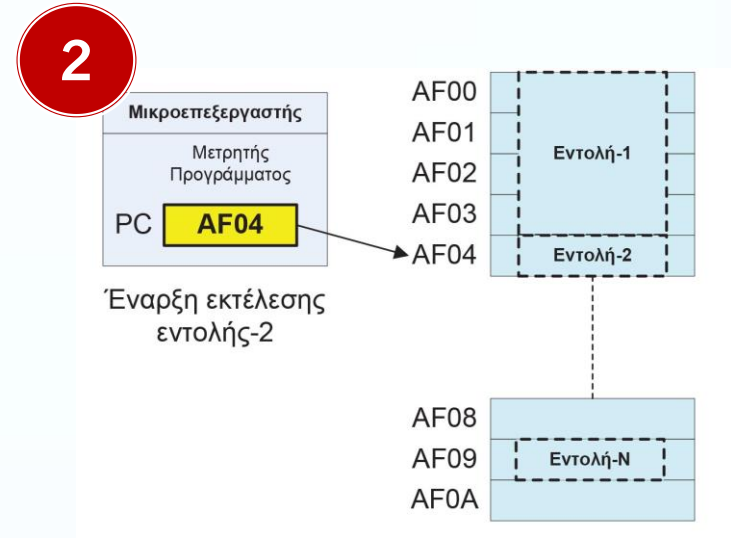 2
Μικροεπεξεργαστής
Μετρητής
Προγράμματος
PC AF04
Έναρξη εκτέλεσης
εντολής-2
AF00
AF01
Εντολή-1
AF02
AF03
AF04 Εντολή-2
AF08
AF09 Εντολή-N
AF0A